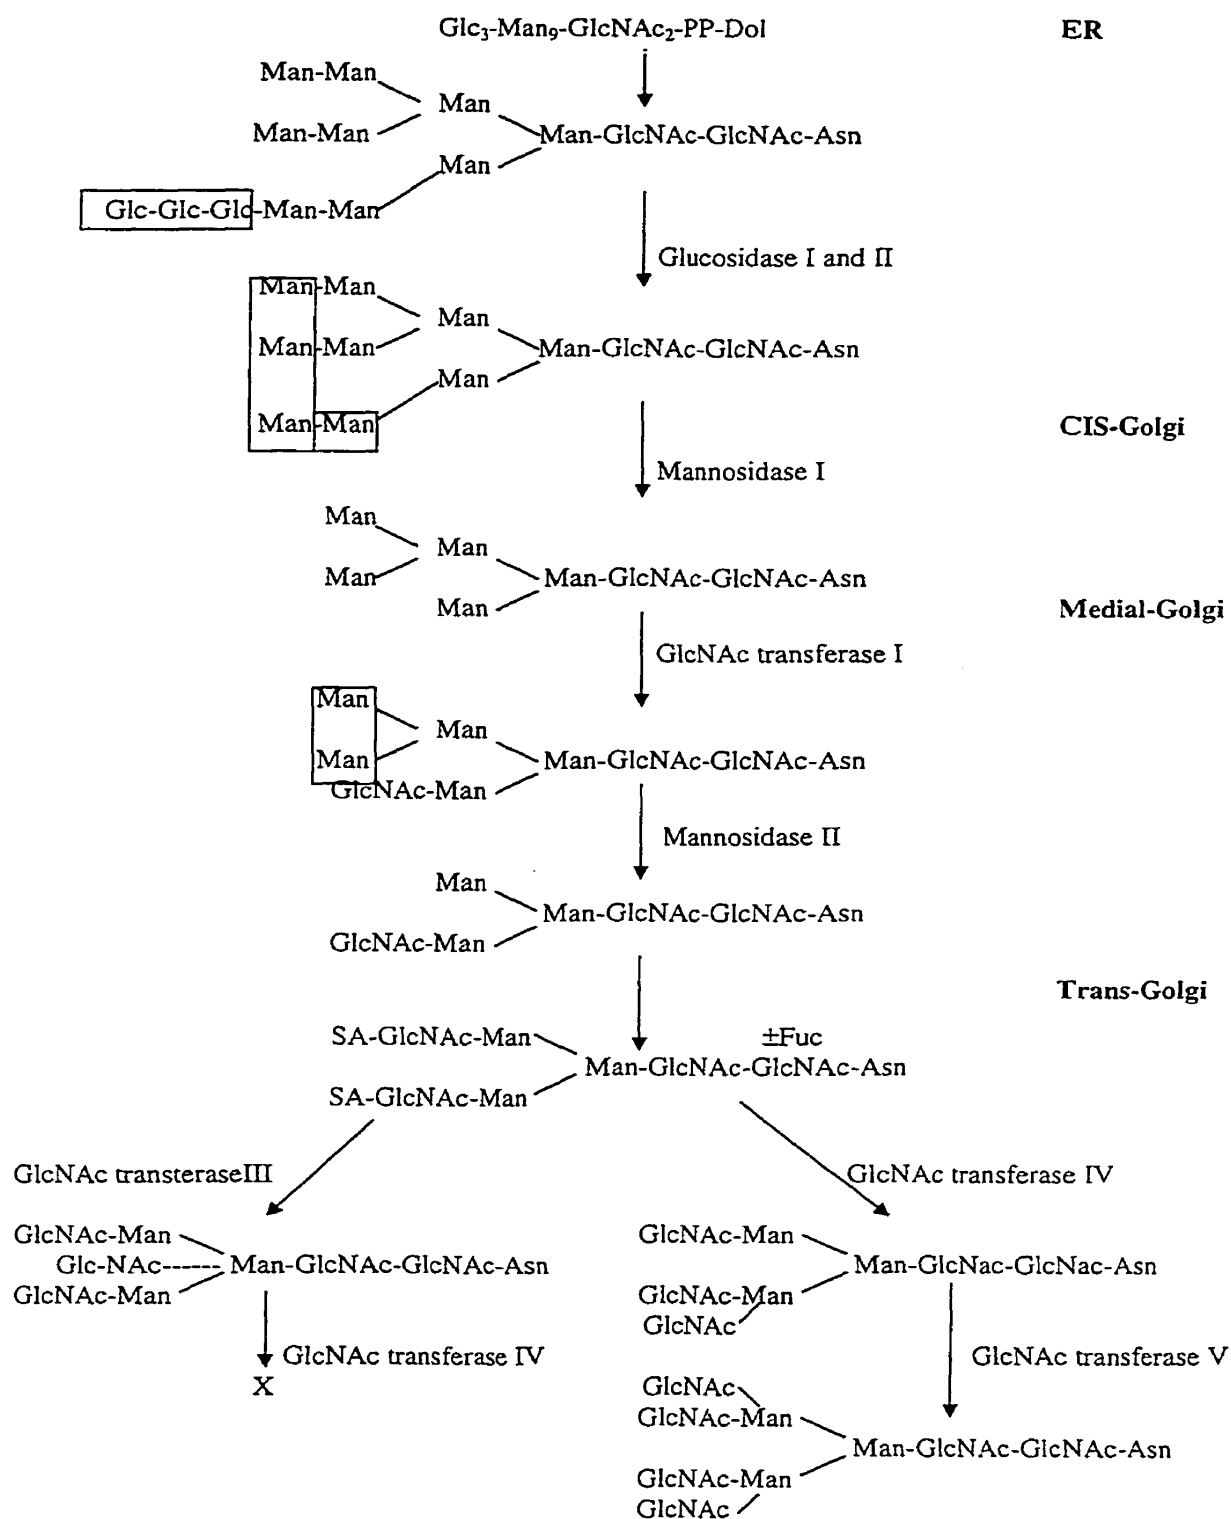 Glc3-Man9-GlcNAc2-PP-Dol ER
Man-Man
Man
Man-Man Man-GlcNAc-GlcNAc-Asn
Man
Glc-Glc-Glc-Man-Man
Glucosidase I and II
Man-Man
Man
Man-Man Man-GlcNAc-GlcNAc-Asn
Man
Man-Man CIS-Golgi
Mannosidase I
Man
Man
Man Man-GlcNAc-GlcNAc-Asn
Man Medial-Golgi
GlcNAc transferase I
Man
Man
Man Man-GlcNAc-GlcNAc-Asn
GlcNAc-Man
Mannosidase II
Man
Man-GlcNAc-GlcNAc-Asn
GlcNAc-Man
Trans-Golgi
SA-GlcNAc-Man ±Fuc
Man-GlcNAc-GlcNAc-Asn
SA-GlcNAc-Man
GlcNAc transteraseIII GlcNAc transferase IV
GlcNAc-Man GlcNAc-Man
Glc-NAc------ Man-GlcNAc-GlcNAc-Asn Man-GlcNac-GlcNac-Asn
GlcNAc-Man GlcNAc-Man
GlcNAc
GlcNAc transferase IV GlcNAc transferase V
X GlcNAc
GlcNAc-Man
Man-GlcNAc-GlcNAc-Asn
GlcNAc-Man
GlcNAc